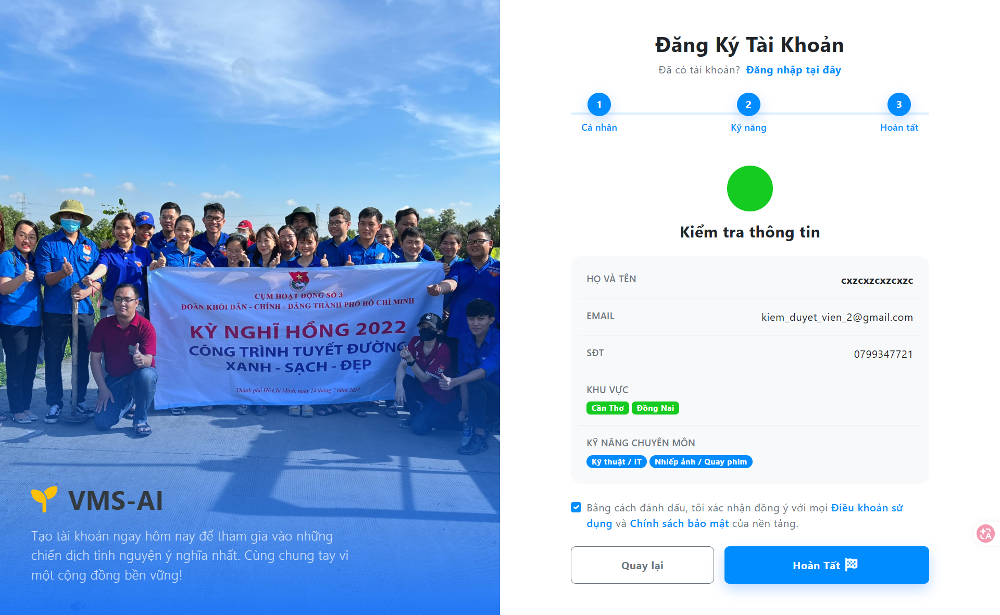 Đăng Ký Tài Khoản
Đã có tài khoản? Đăng nhập tại đây
1
2
3
Cá nhân
Kỹ năng
Hoàn tất
Kiểm tra thông tin
HỌ VÀ TÊN
cxzcxzcxzcxzc
EMAIL
kiem_duyet_vien_2@gmail.com
SĐT
0799347721
KHU VỰC
Cần Thơ
Đồng Nai
KỸ NĂNG CHUYÊN MÔN
Kỹ thuật / IT
Nhiếp ảnh / Quay phim
Bằng cách đánh dấu, tôi xác nhận đồng ý với mọi Điều khoản sử
dụng và Chính sách bảo mật của nền tảng.
Quay lại
Hoàn Tất
CỤM HOẠT ĐỘNG SỐ 3
ĐOÀN KHỐI DÂN - CHÍNH - ĐẢNG THÀNH PHỐ HỒ CHÍ MINH
KỲ NGHĨ HỒNG 2022
CÔNG TRÌNH TUYẾT ĐƯỜNG
XANH - SẠCH - ĐẸP
Thành phố Hồ Chí Minh, ngày 24 tháng 7 năm 2022
VMS-AI
Tạo tài khoản ngay hôm nay để tham gia vào những
chiến dịch tình nguyện ý nghĩa nhất. Cùng chung tay vì
một cộng đồng bền vững!